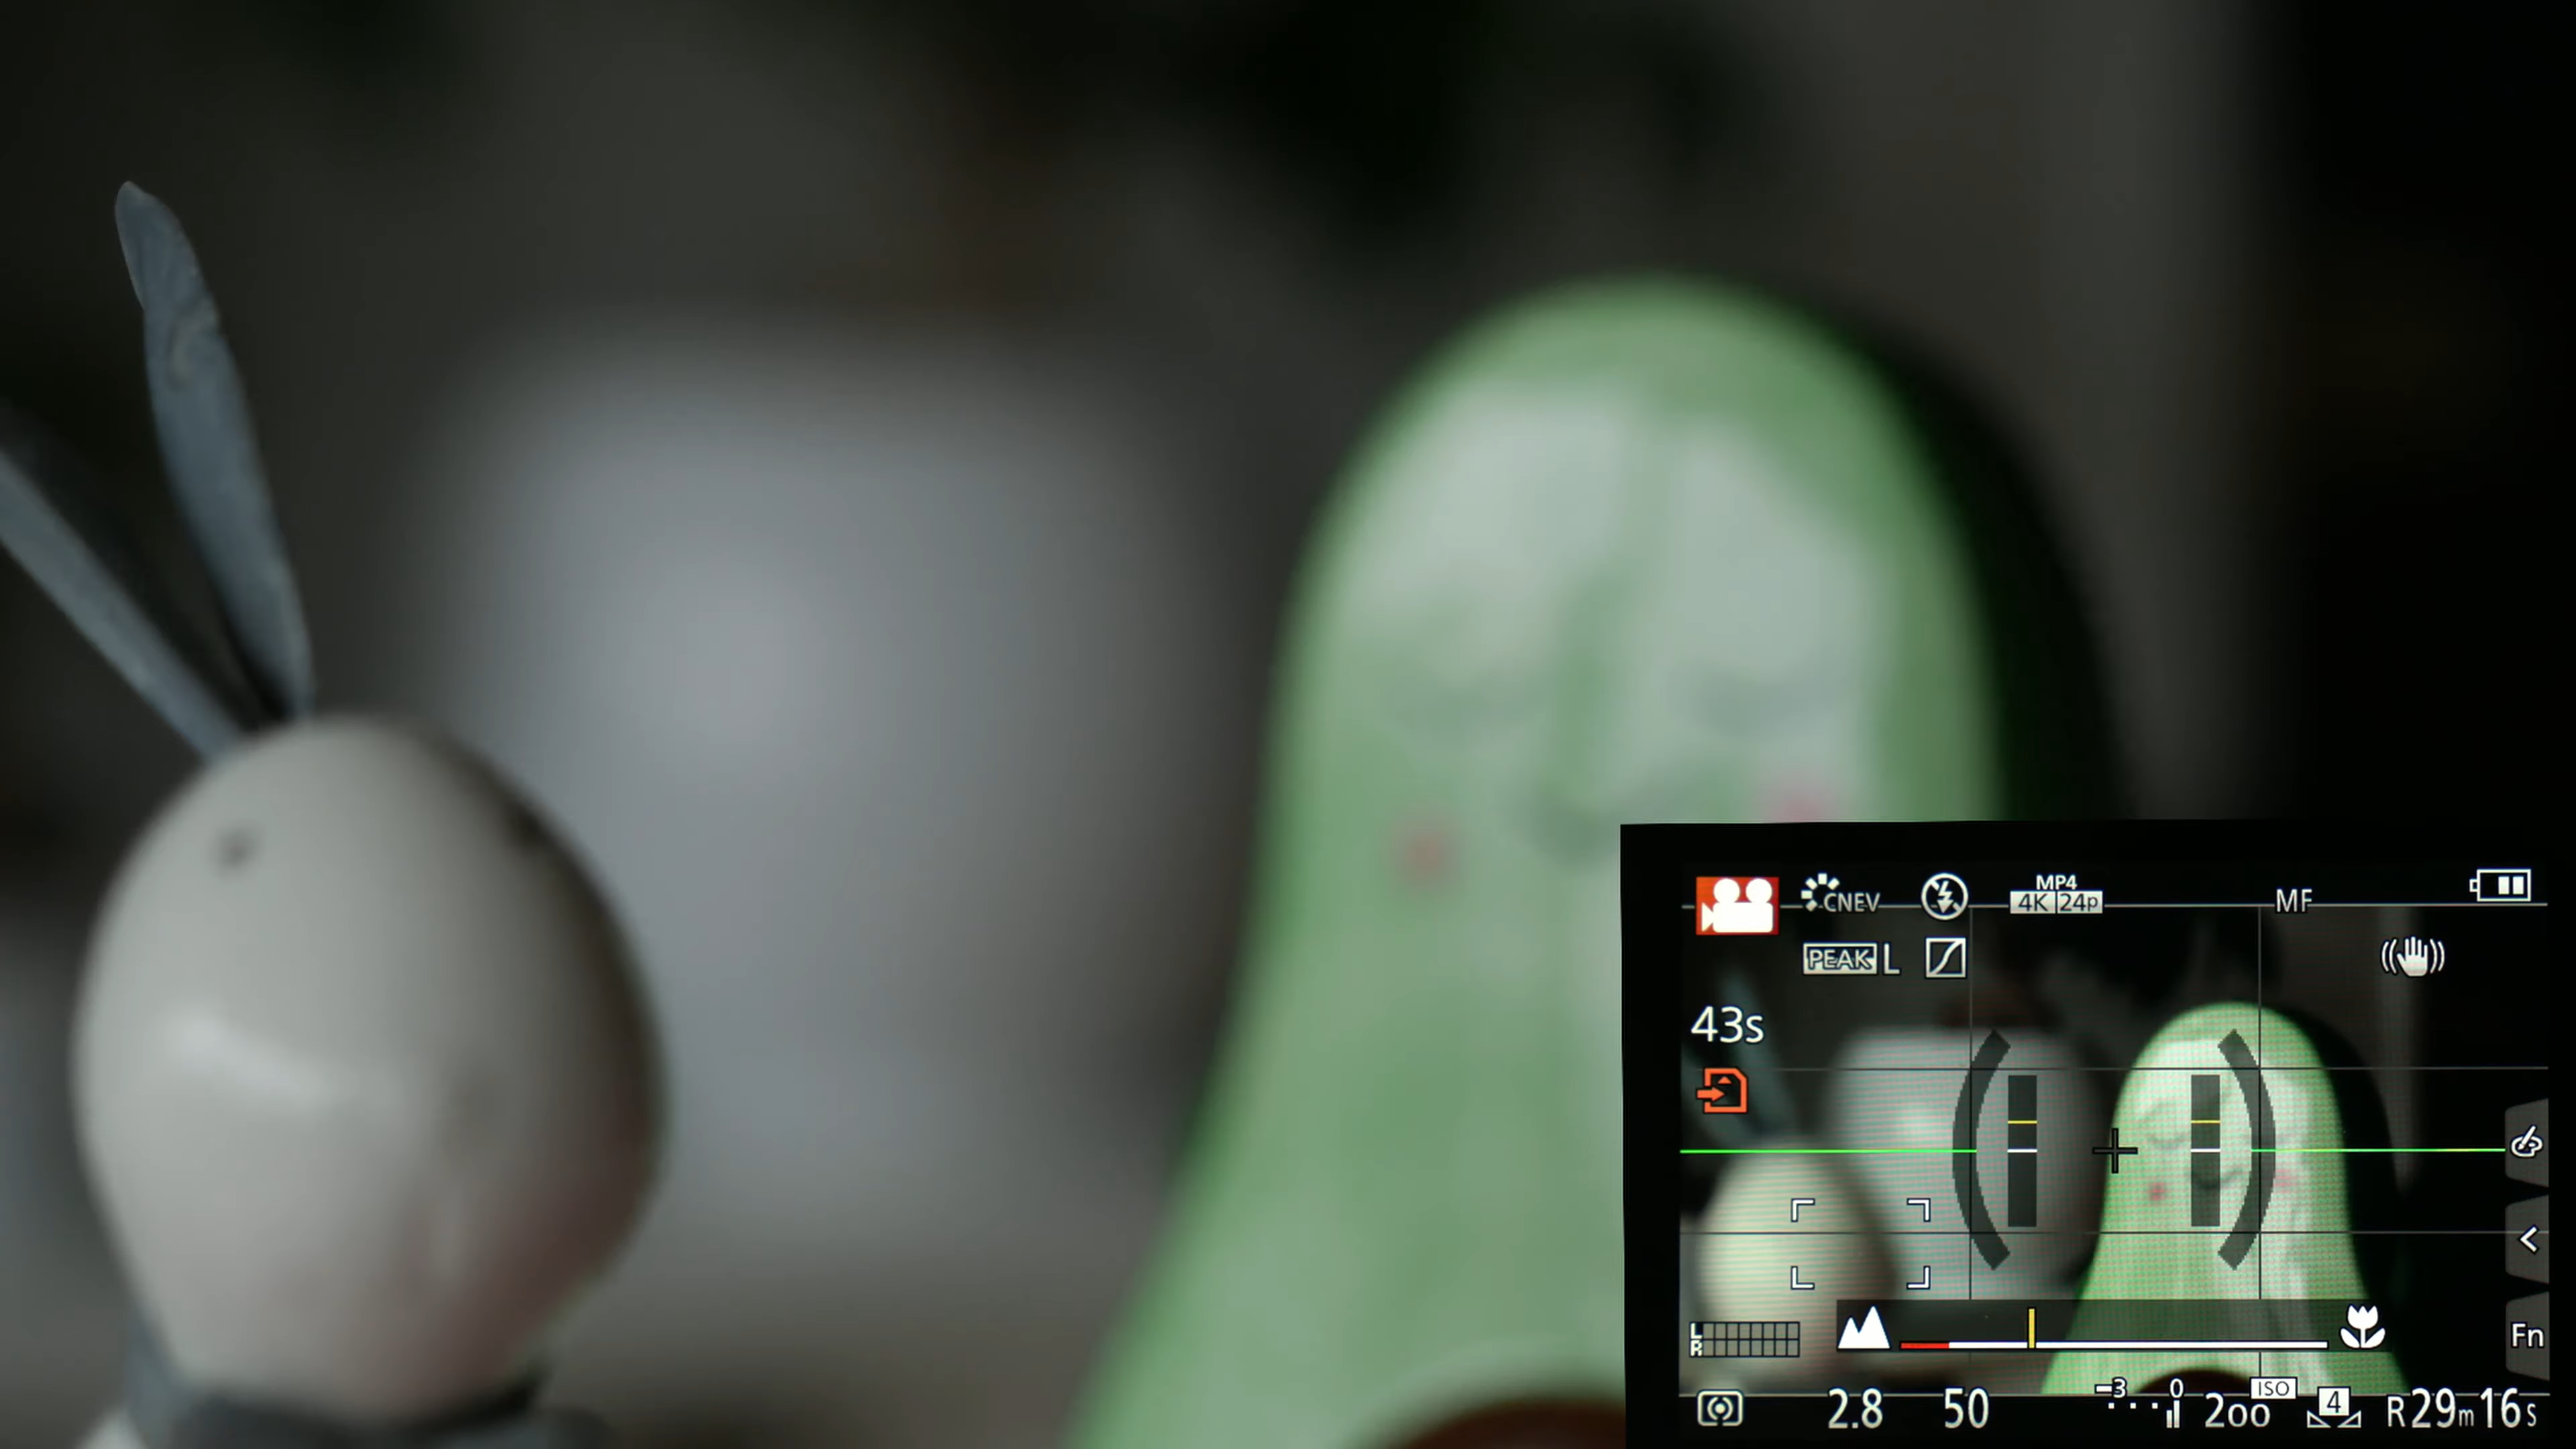 CNEV
MP4
4K 24p
MF
PEAK L
43s
L
R
Fn
2.8 50 -3 0 ISO 200 4 R29m16s